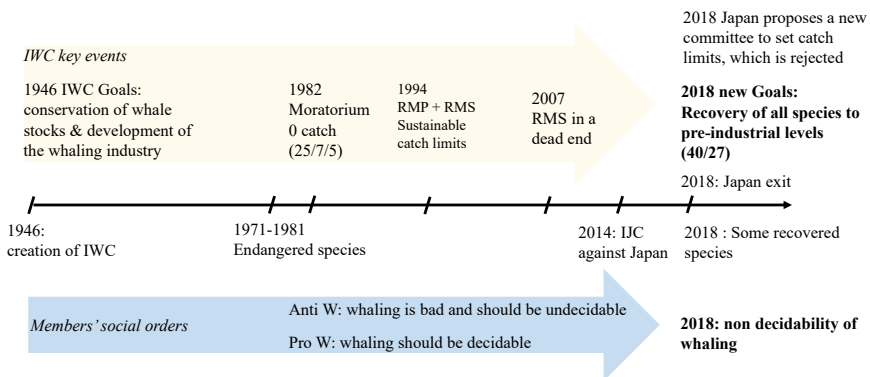 2018 Japan proposes a new
committee to set catch
limits, which is rejected
IWC key events
1946 IWC Goals:
conservation of whale
stocks & development of
the whaling industry
1982
Moratorium
0 catch
(25/7/5)
1994
RMP + RMS
Sustainable
catch limits
2007
RMS in a
dead end
2018 new Goals:
Recovery of all species to
pre-industrial levels
(40/27)
2018: Japan exit
1946:
creation of IWC
1971-1981
Endangered species
2014: IJC
against Japan
2018 : Some recovered
species
Members' social orders
Anti W: whaling is bad and should be undecidable
Pro W: whaling should be decidable
2018: non decidability of
whaling